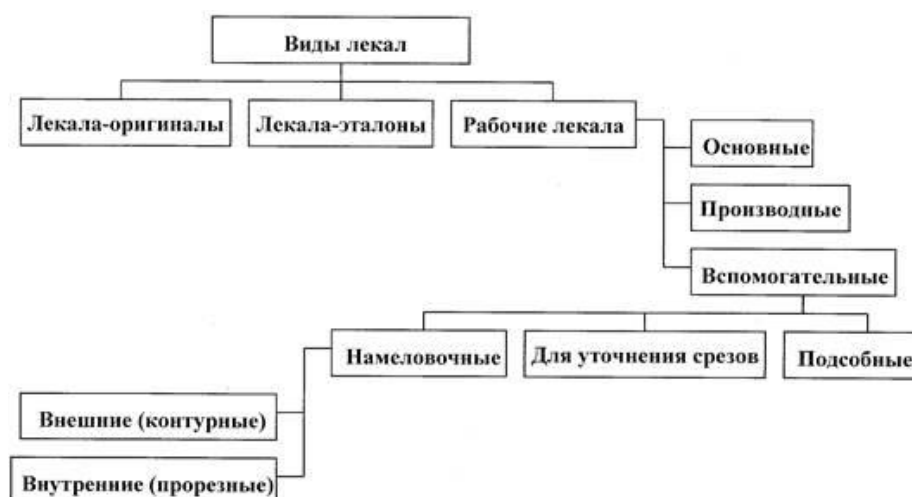 Виды лекал
Лекала-оригиналы
Лекала-эталоны
Рабочие лекала
Основные
Производные
Вспомогательные
Намеловочные
Для уточнения срезов
Подсобные
Внешние (контурные)
Внутренние (прорезные)